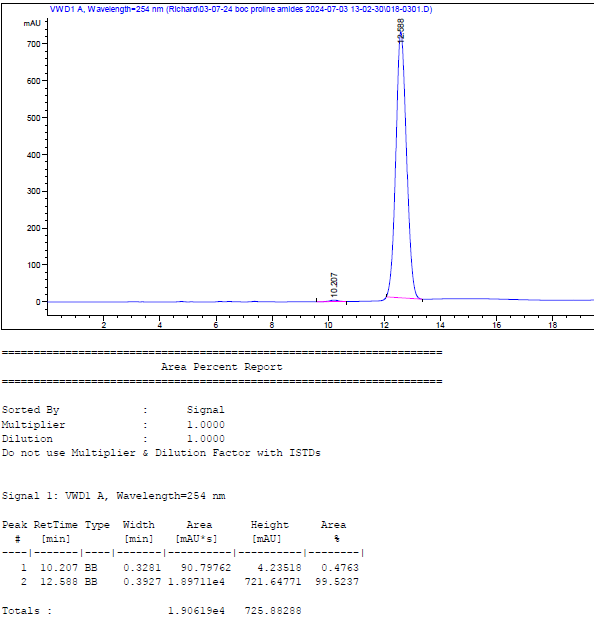 VWD1 A, Wavelength=254 nm (Richard\03-07-24 boc proline amides 2024-07-03 13-02-30\018-0301.D)
mAU
12.588
700
600
500
400
300
200
100
0
10.207
2 4 6 8 10 12 14 16 18
=====================================================================
Area Percent Report
=====================================================================
Sorted By : Signal
Multiplier : 1.0000
Dilution : 1.0000
Do not use Multiplier & Dilution Factor with ISTDs
Signal 1: VWD1 A, Wavelength=254 nm
Peak RetTime Type Width Area Height Area
# [min] [min] [mAU*s] [mAU] %
----|-------|----|-------|----------|----------|--------|
1 10.207 BB 0.3281 90.79762 4.23518 0.4763
2 12.588 BB 0.3927 1.89711e4 721.64771 99.5237
Totals : 1.90619e4 725.88288